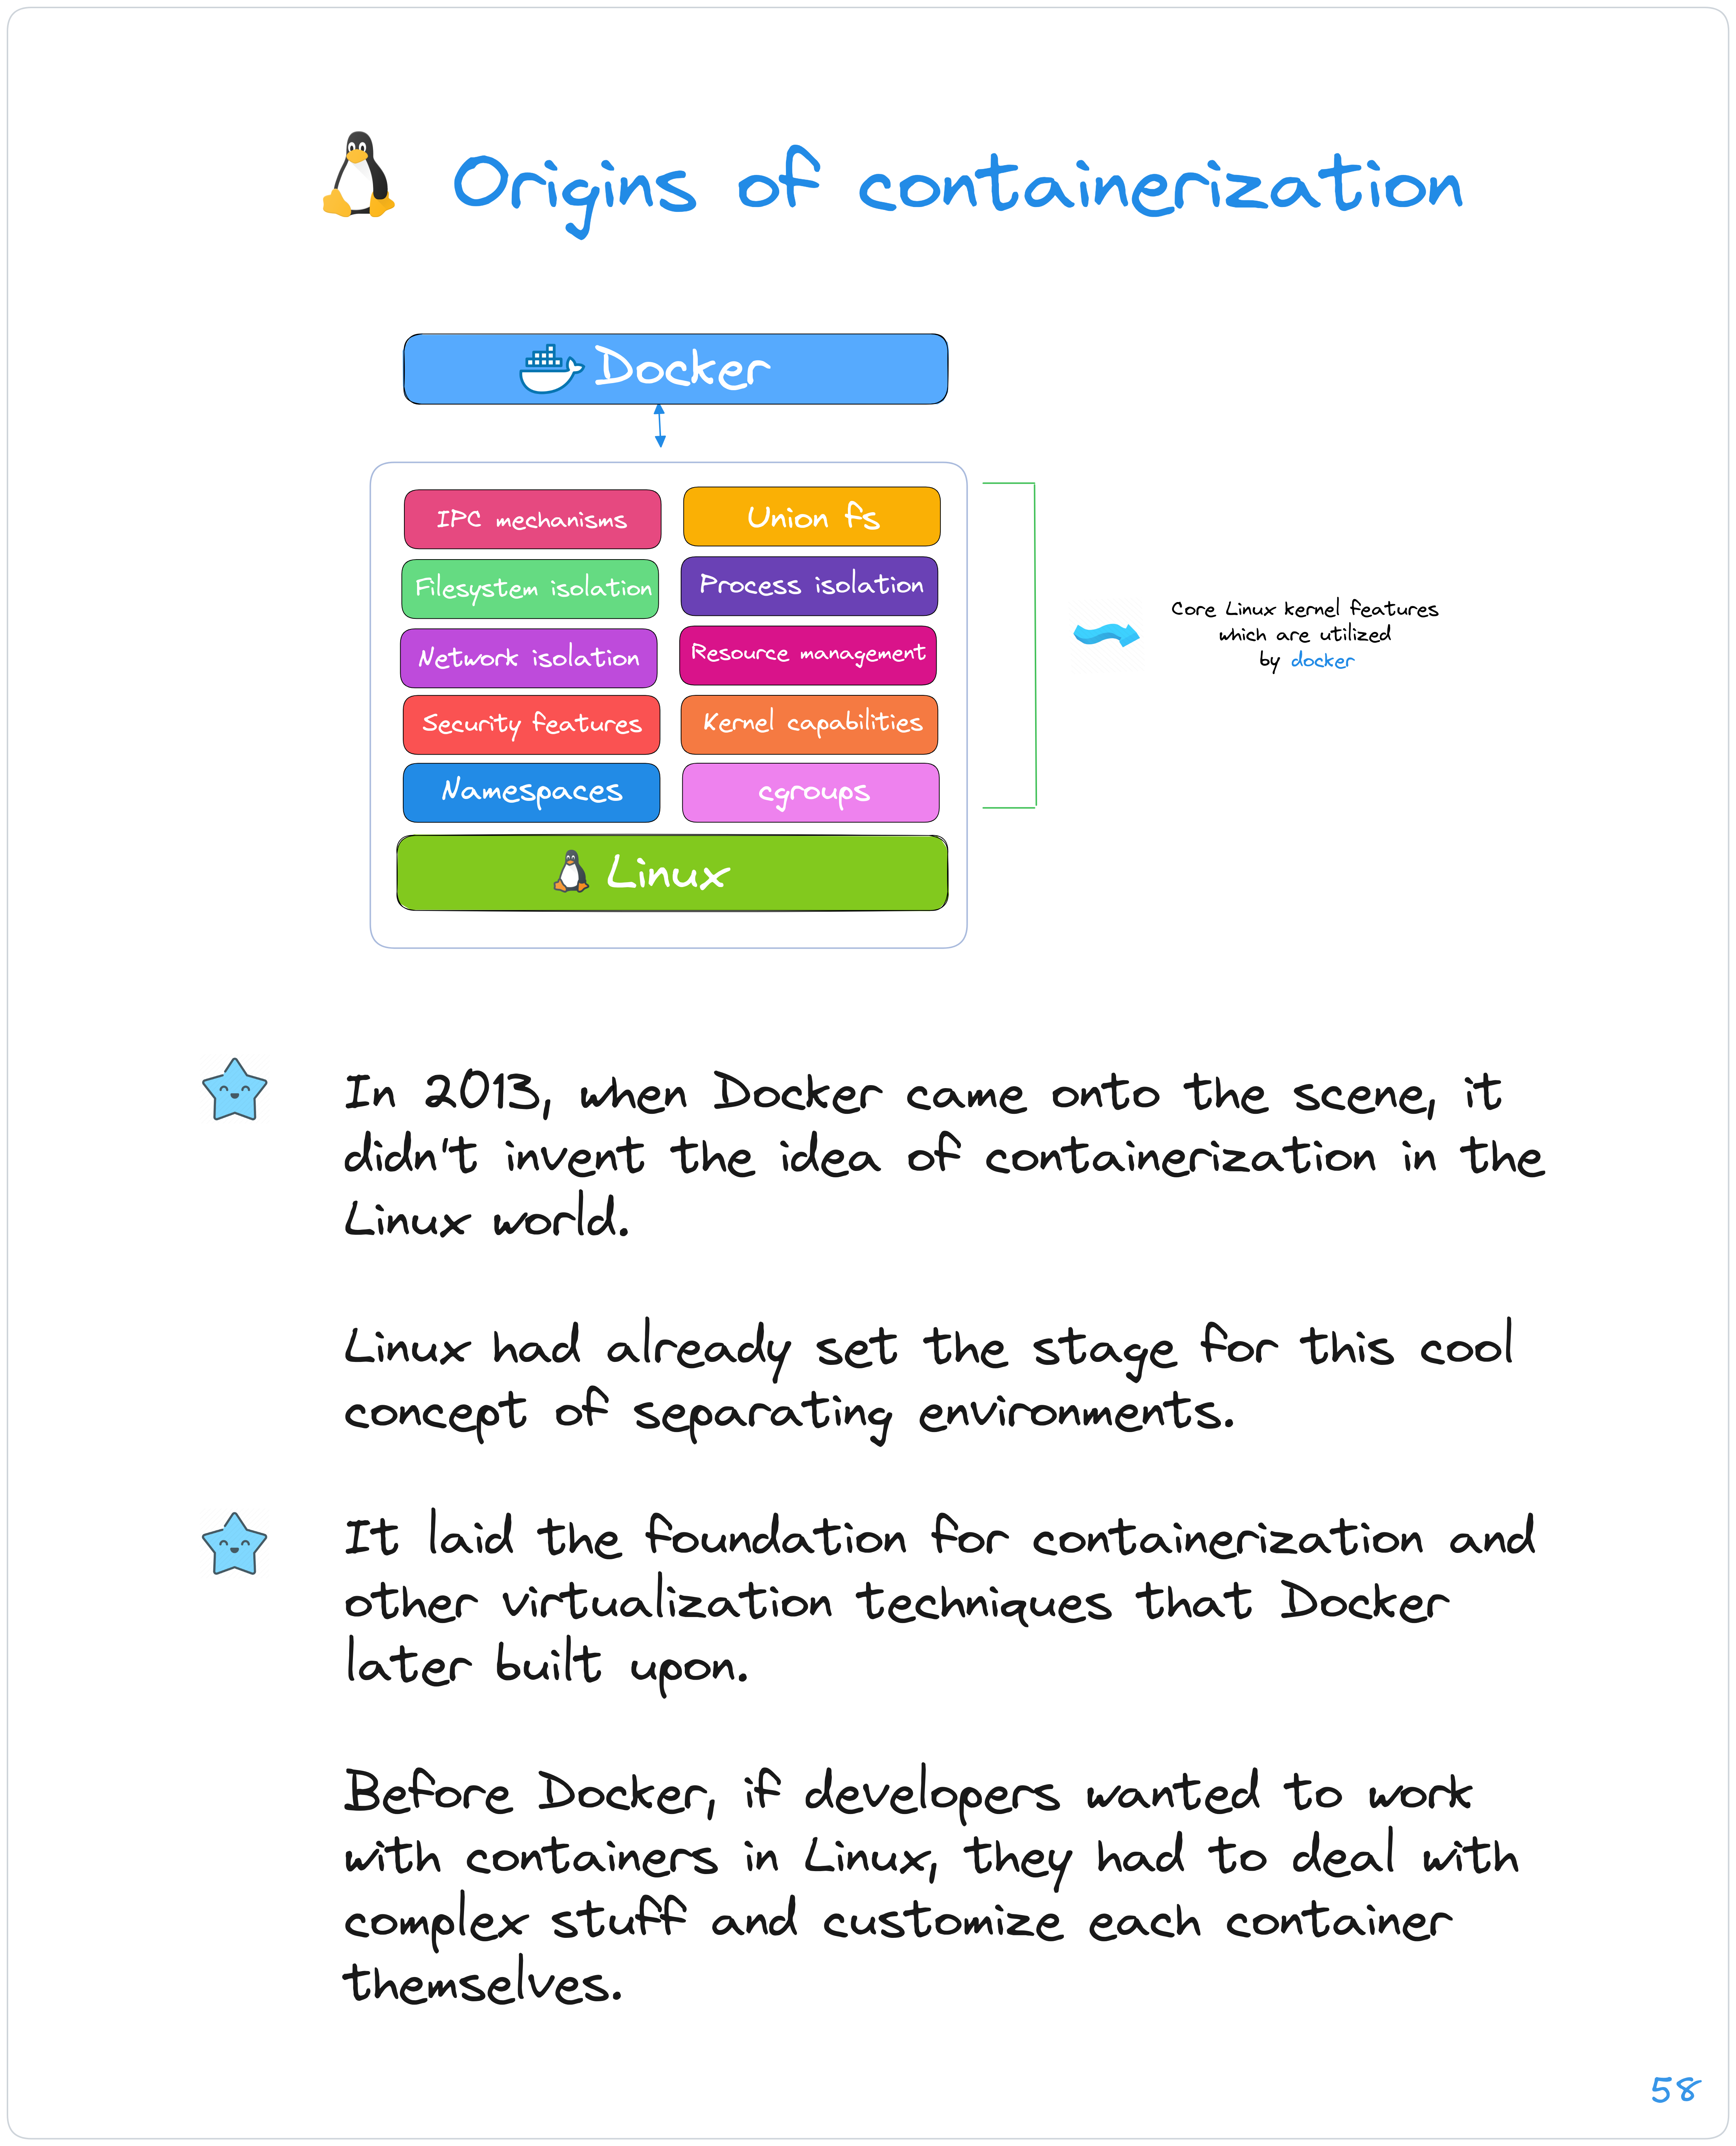 Origins of containerization
Docker
IPC mechanisms
Union fs
Filesystem isolation
Process isolation
Network isolation
Resource management
Security features
Kernel capabilities
Namespaces
cgroups
Linux
Core Linux kernel features
which are utilized
by docker
In 2013, when Docker came onto the scene, it
didn't invent the idea of containerization in the
Linux world.
Linux had already set the stage for this cool
concept of separating environments.
It laid the foundation for containerization and
other virtualization techniques that Docker
later built upon.
Before Docker, if developers wanted to work
with containers in Linux, they had to deal with
complex stuff and customize each container
themselves.
58